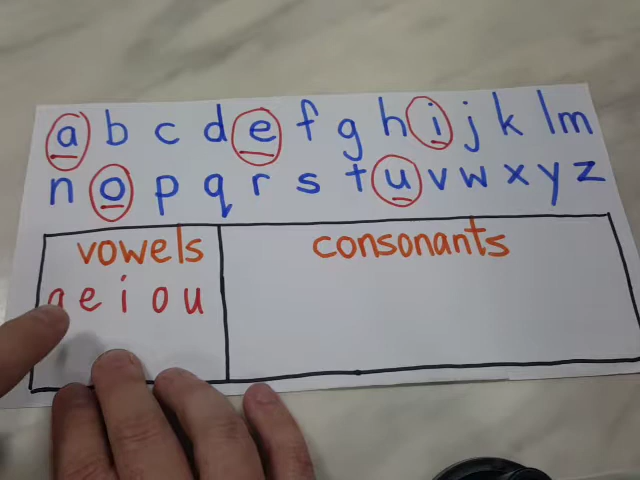 a b c d e f g h i j k l m
n o p q r s t u v w x y z
vowels consonants
a e i o u